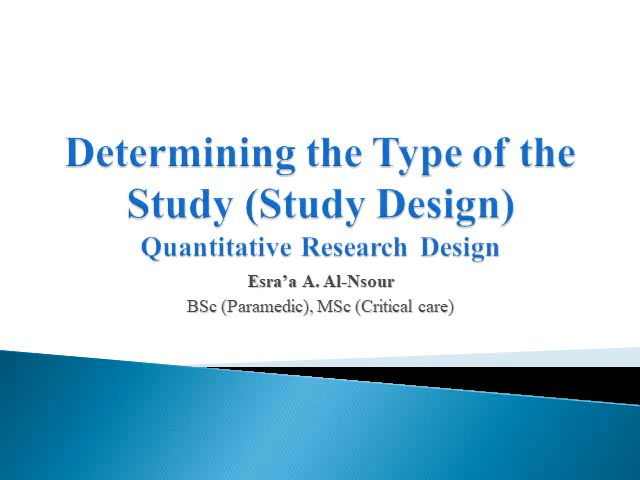 Determining the Type of the
Study (Study Design)
Quantitative Research Design
Esra’a A. Al-Nsour
BSc (Paramedic), MSc (Critical care)